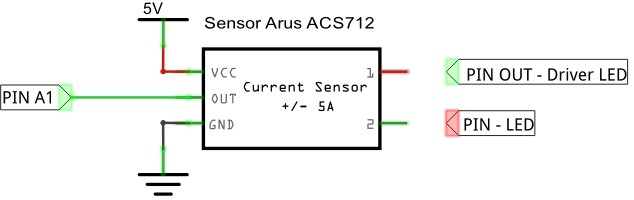 5V
Sensor Arus ACS712
VCC
1
PIN OUT - Driver LED
Current Sensor
PIN A1
OUT
+/- 5A
GND
2
PIN - LED